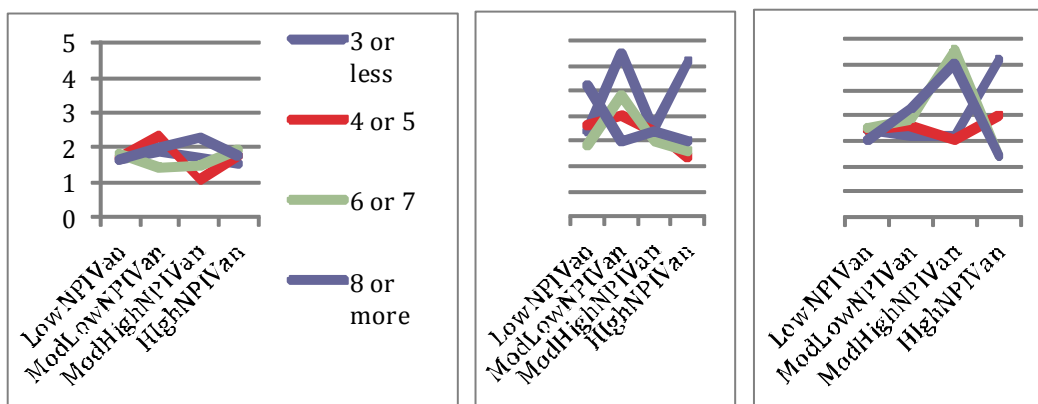 5
4
3
2
1
0
3 or
less
4 or 5
6 or 7
8 or
more
LowNPIVan
ModLowNPIVan
ModHighNPIVan
HIghNPIVan
LowNPIVan
ModLowNPIVan
ModHighNPIVan
HIghNPIVan
LowNPIVan
ModLowNPIVan
ModHighNPIVan
HIghNPIVan